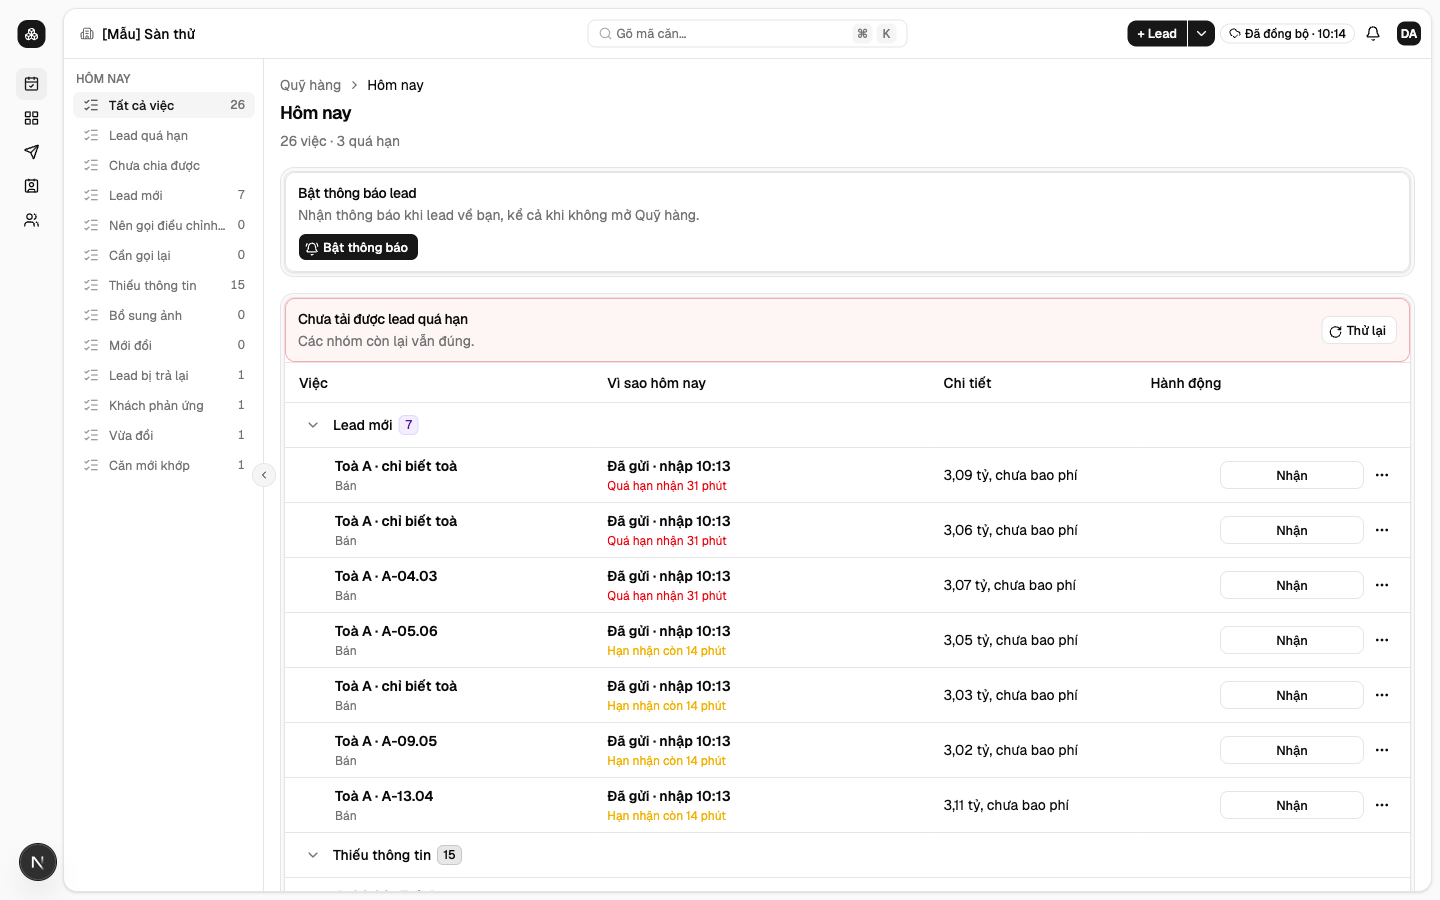 [Mẫu] Sàn thử
Gõ mã căn...
⌘ K
+ Lead
Đã đồng bộ · 10:14
DA
HÔM NAY
Tất cả việc 26
Lead quá hạn
Chưa chia được
Lead mới 7
Nên gọi điều chỉnh... 0
Cần gọi lại 0
Thiếu thông tin 15
Bổ sung ảnh 0
Mới đổi 0
Lead bị trả lại 1
Khách phản ứng 1
Vừa đổi 1
Căn mới khớp 1
N
Quỹ hàng > Hôm nay
Hôm nay
26 việc · 3 quá hạn
Bật thông báo lead
Nhận thông báo khi lead về bạn, kể cả khi không mở Quỹ hàng.
Bật thông báo
Chưa tải được lead quá hạn
Các nhóm còn lại vẫn đúng.
Thử lại
Việc Vì sao hôm nay Chi tiết Hành động
Lead mới 7
Toà A · chỉ biết toà Đã gửi · nhập 10:13 3,09 tỷ, chưa bao phí Nhận
Bán Quá hạn nhận 31 phút
Toà A · chỉ biết toà Đã gửi · nhập 10:13 3,06 tỷ, chưa bao phí Nhận
Bán Quá hạn nhận 31 phút
Toà A · A-04.03 Đã gửi · nhập 10:13 3,07 tỷ, chưa bao phí Nhận
Bán Quá hạn nhận 31 phút
Toà A · A-05.06 Đã gửi · nhập 10:13 3,05 tỷ, chưa bao phí Nhận
Bán Hạn nhận còn 14 phút
Toà A · chỉ biết toà Đã gửi · nhập 10:13 3,03 tỷ, chưa bao phí Nhận
Bán Hạn nhận còn 14 phút
Toà A · A-09.05 Đã gửi · nhập 10:13 3,02 tỷ, chưa bao phí Nhận
Bán Hạn nhận còn 14 phút
Toà A · A-13.04 Đã gửi · nhập 10:13 3,11 tỷ, chưa bao phí Nhận
Bán Hạn nhận còn 14 phút
Thiếu thông tin 15